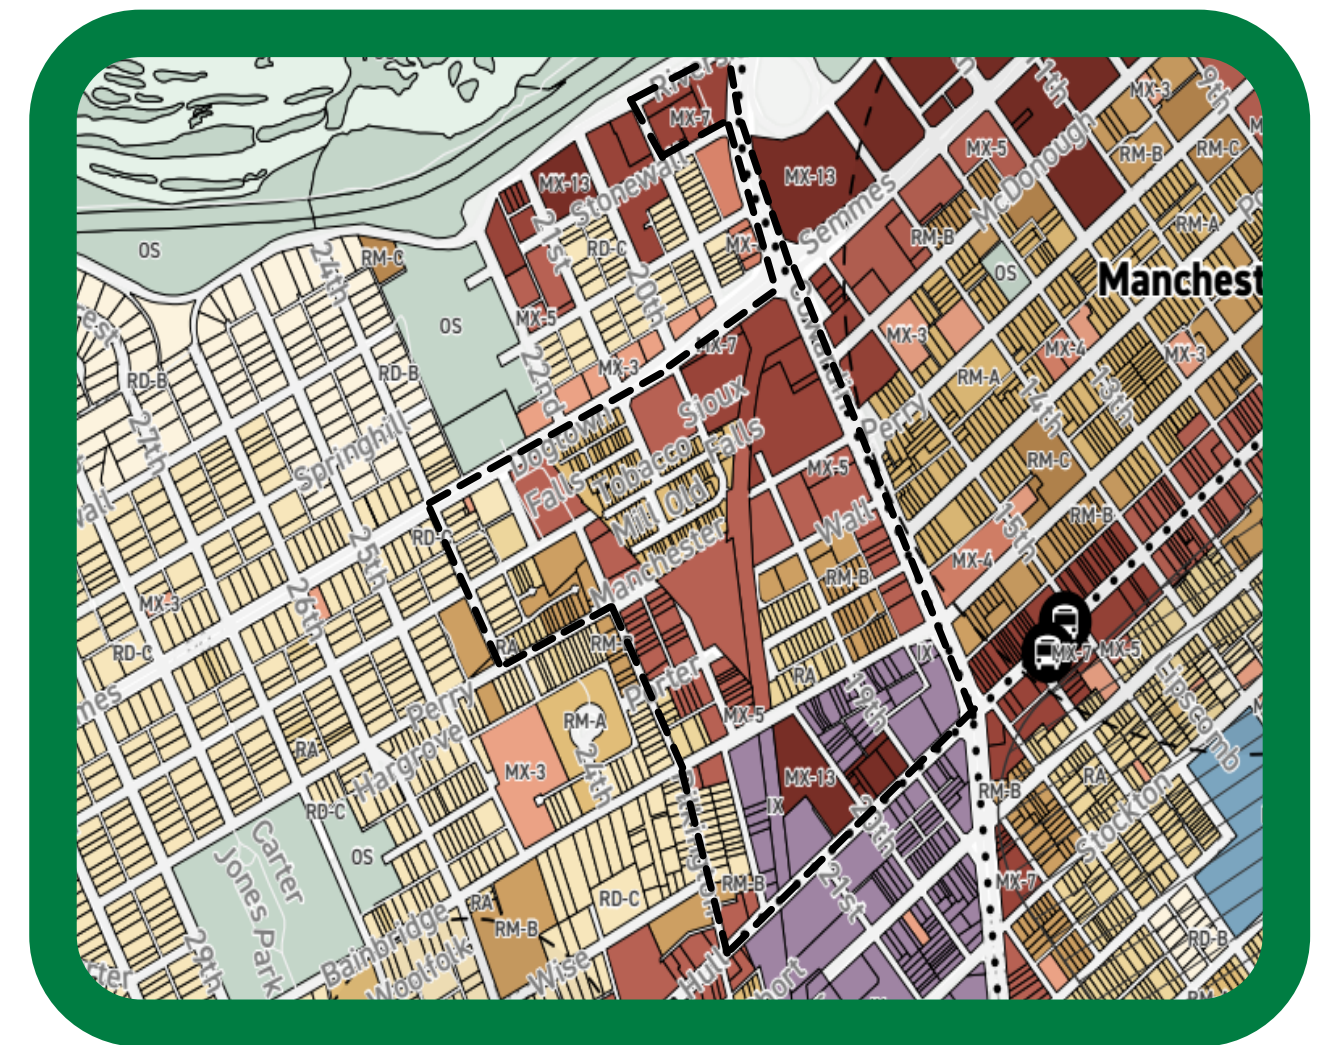 MX-7
11th
MX-3
9th
MX-5
McDonough
RM-B
RM-C
Stonewall
MX-13
MX-13
Semmes
21st
RD-C
RM-B
RM-A
OS
24th
RM-C
20th
OS
Manchest
OS
MX-5
MX-7
MX-3
MX-4
MX-3
RD-B
RD-B
22nd
MX-3
Sioux
RM-A
14th
13th
27th
Springhill
Dogtown
Tobacco
Falls
Perry
MX-5
RM-C
Falls
Mill
Old
Wall
RM-B
15th
RD-C
25th
Manchester
MX-4
RM-B
MX-3
26th
RD-C
RA
Porter
RA
IX
MX-7
MX-5
Lipscomb
Perry
RM-A
19th
MX-5
RA
Hargrove
24th
MX-3
MX-13
RA
RM-B
RD-C
IX
20th
Stockton
Carter
Jones Park
OS
RM-B
21st
MX-7
RA
RD-C
RM-B
RD-B
29th
Bainbridge
Woolfolk
Wise
Hull